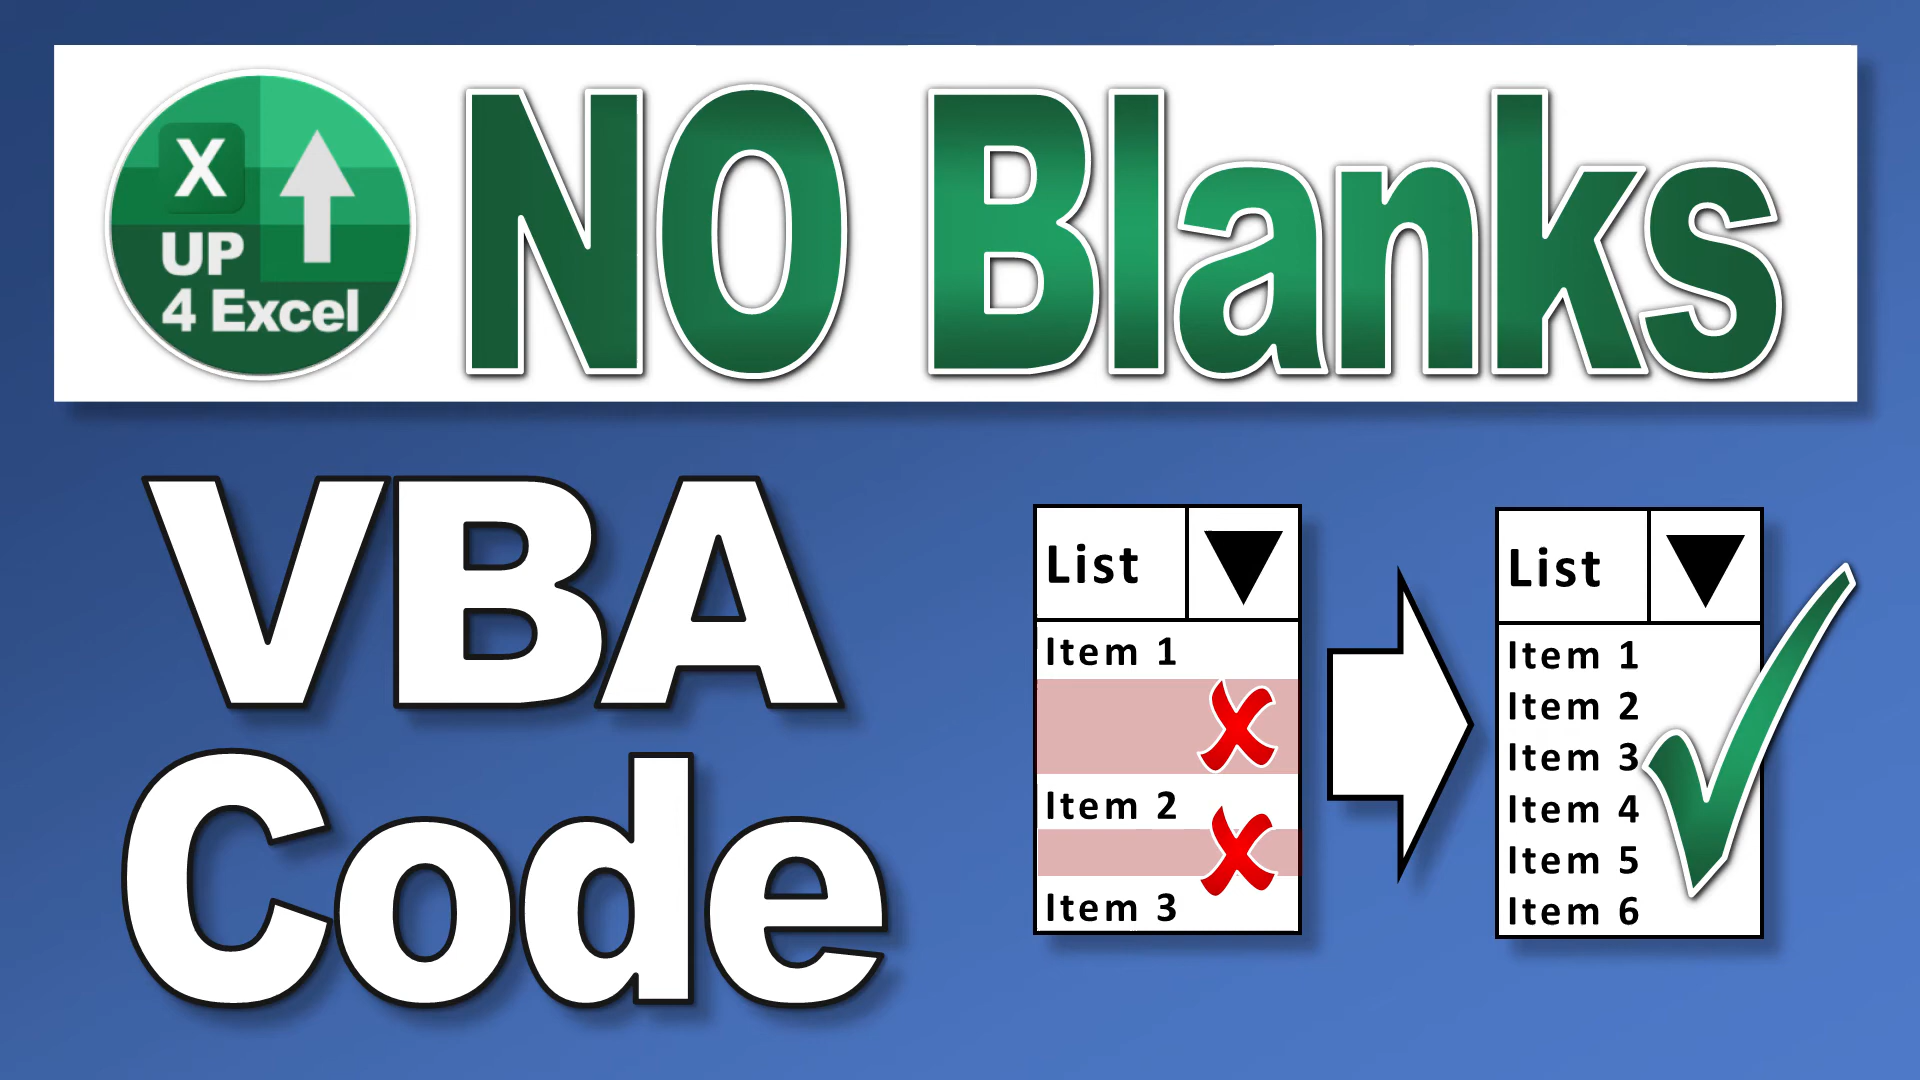 X
UP
4 Excel
NO Blanks
VBA
Code
List
Item 1
Item 2
Item 3
List
Item 1
Item 2
Item 3
Item 4
Item 5
Item 6